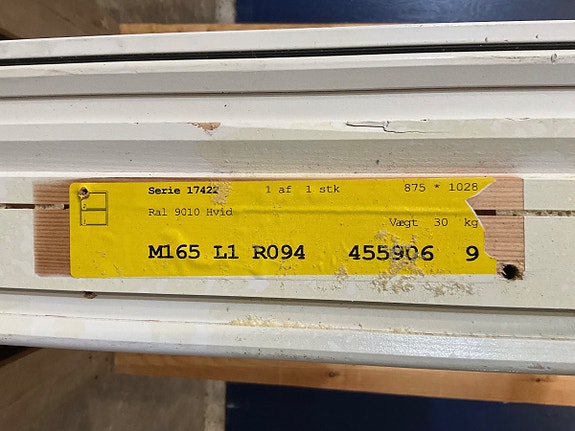 Serie 17422 1 af 1 stk 875 * 1028
Ral 9010 Hvid
Vægt 30 kg
M165 L1 R094 455906 9